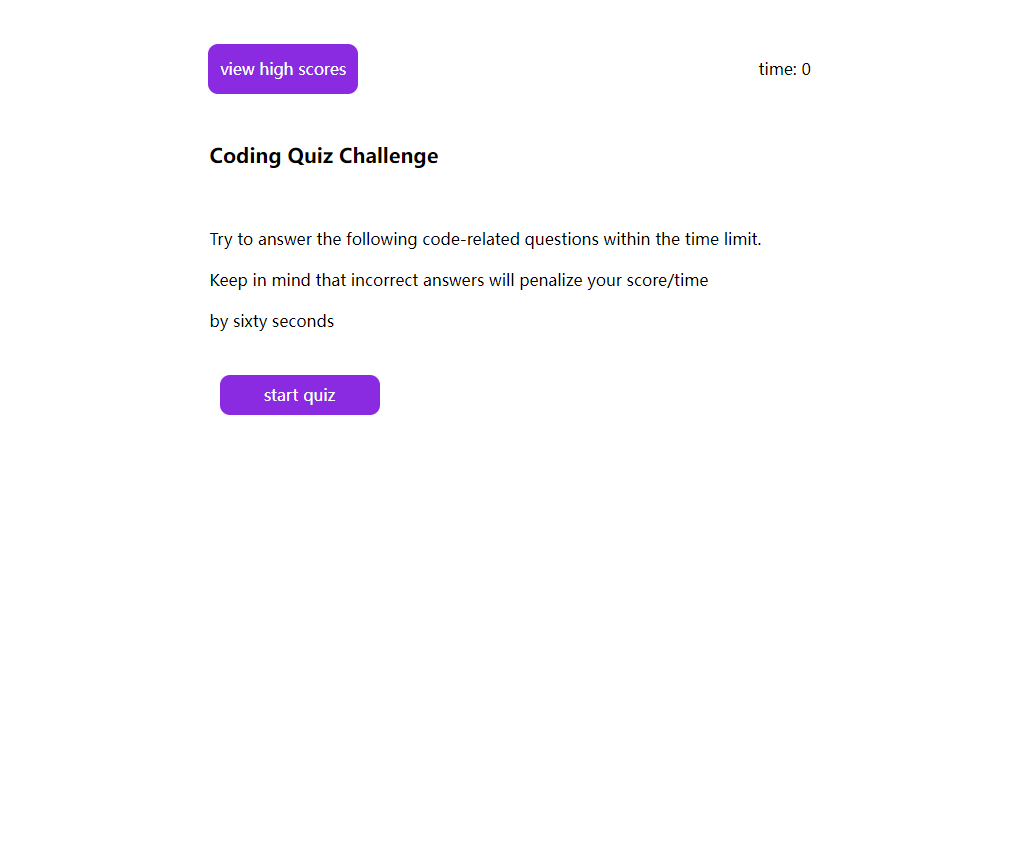 view high scores
time: 0
Coding Quiz Challenge
Try to answer the following code-related questions within the time limit.
Keep in mind that incorrect answers will penalize your score/time
by sixty seconds
start quiz